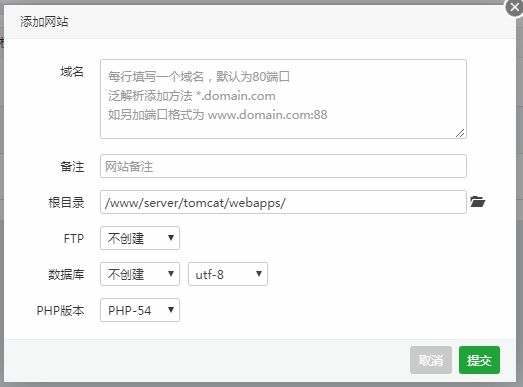 添加网站
域名
每行填写一个域名，默认为80端口
泛解析添加方法 *.domain.com
如另加端口格式为 www.domain.com:88
备注 网站备注
根目录 /www/server/tomcat/webapps/
FTP 不创建
数据库 不创建 utf-8
PHP版本 PHP-54
取消 提交